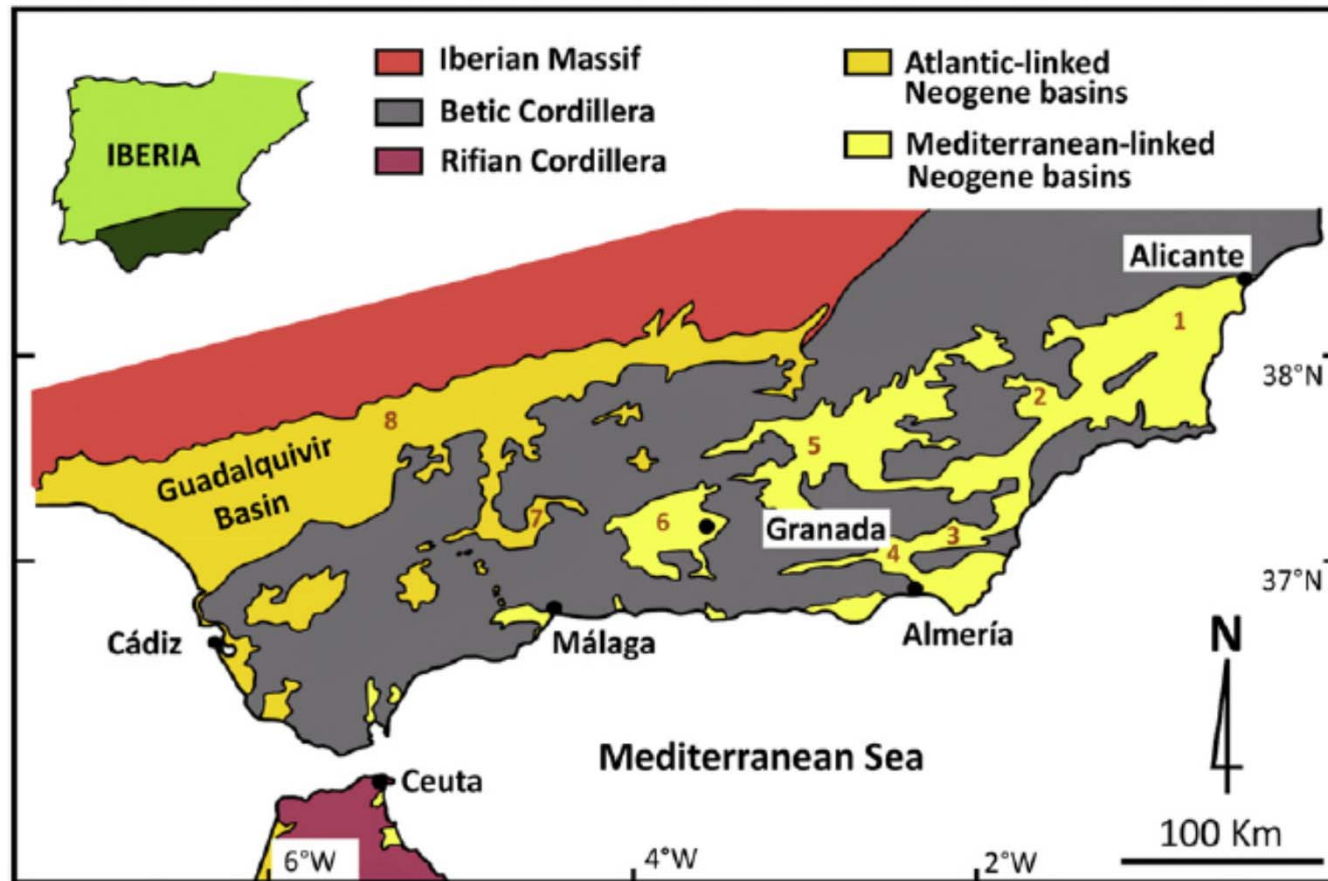 IBERIA
Iberian Massif
Betic Cordillera
Rifian Cordillera
Atlantic-linked
Neogene basins
Mediterranean-linked
Neogene basins
Alicante
1
38°N
2
8
5
Guadalquivir
Basin
7
6
Granada
3
4
37°N
Cádiz
Málaga
Almería
N
Mediterranean Sea
Ceuta
100 Km
6°W
4°W
2°W